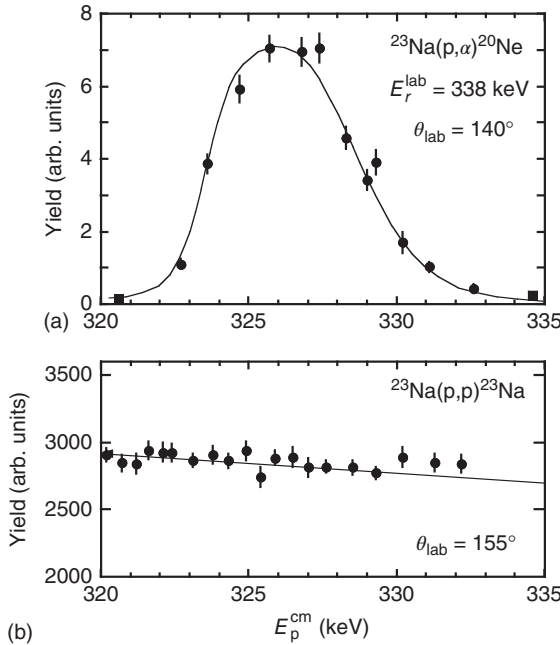 8
²³Na(p,α)²⁰Ne
6
E_r^lab = 338 keV
θ_lab = 140°
4
Yield (arb. units)
2
0
(a)
320 325 330 335
3500
²³Na(p,p)²³Na
3000
Yield (arb. units)
2500
θ_lab = 155°
2000
320 325 330 335
(b)
E_p^cm (keV)